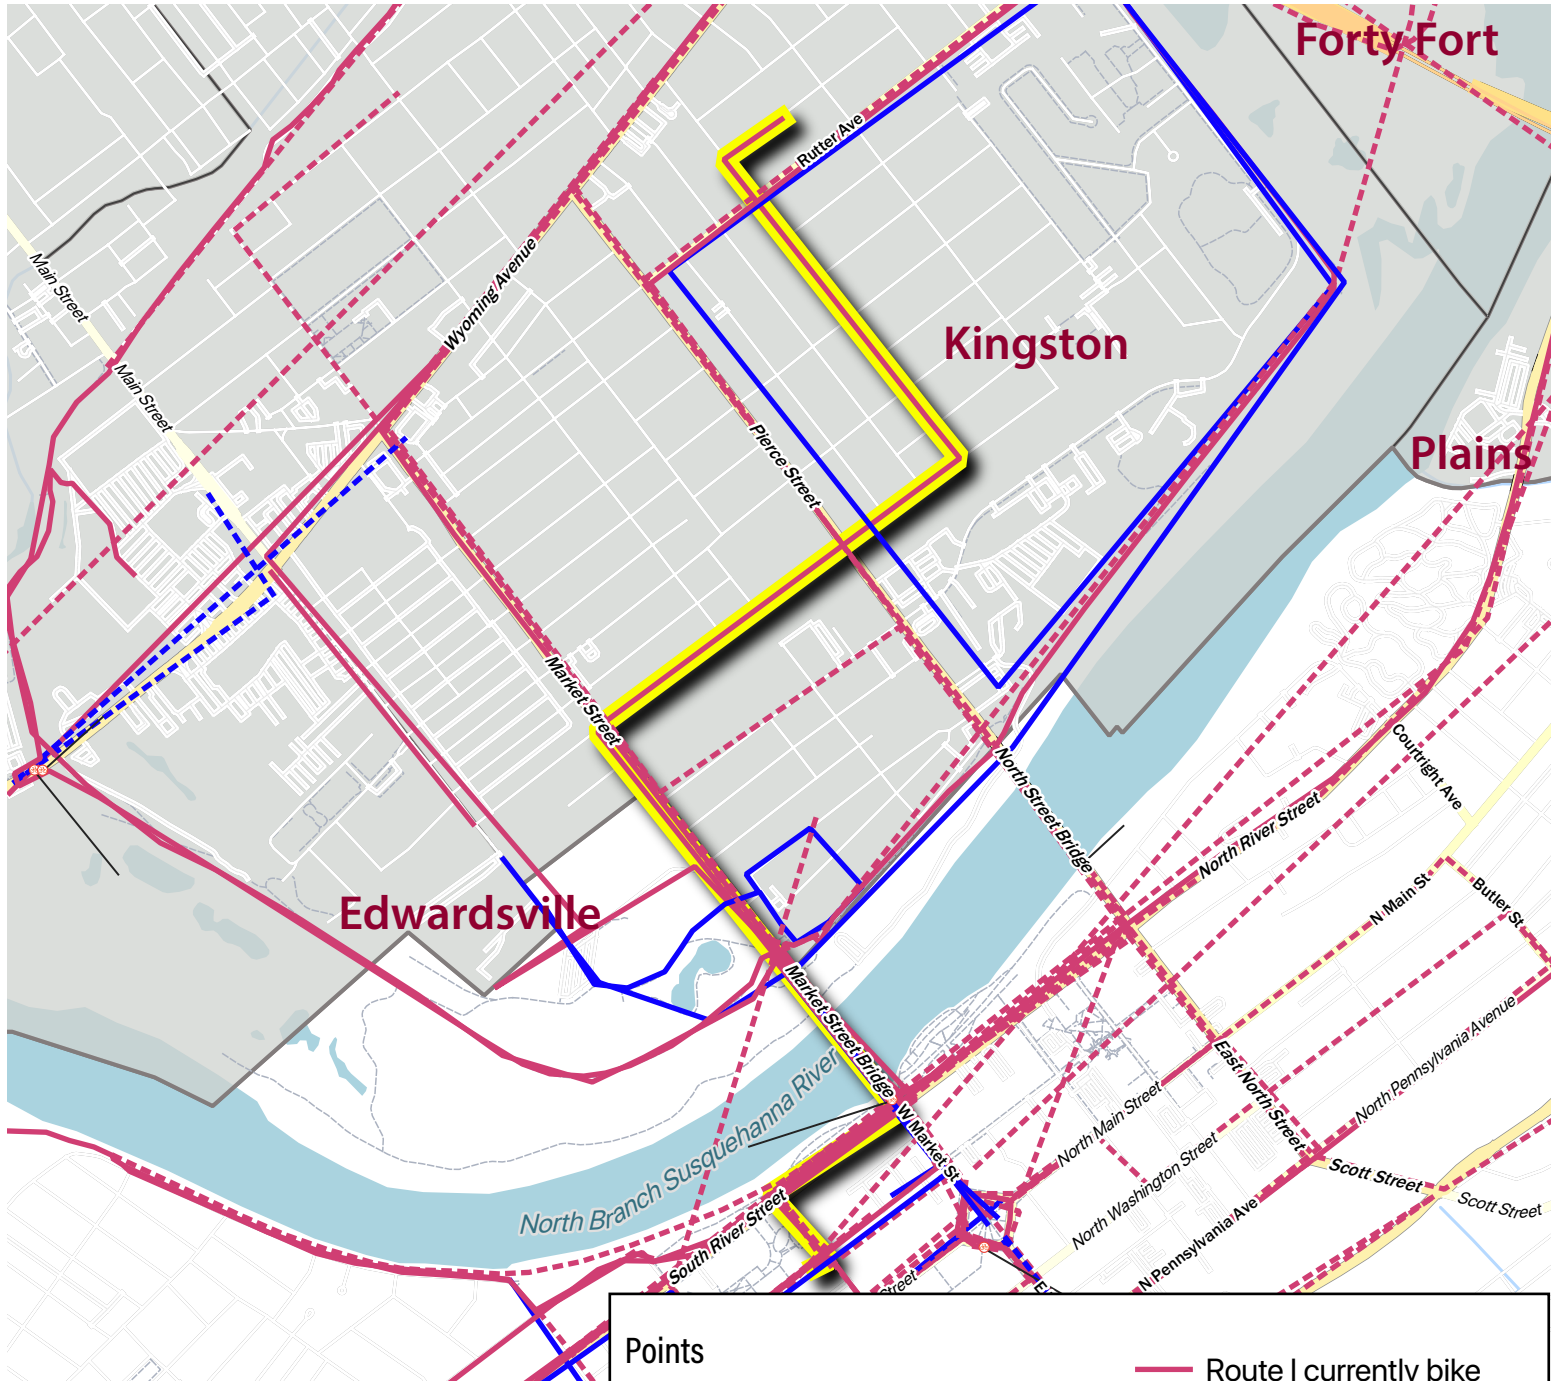 Forty Fort
Rutter Ave
Main Street
Wyoming Avenue
Kingston
Main Street
Plains
Pierce Street
Market Street
Courtright Ave
North Street Bridge
North River Street
N Main St
Butler St
Edwardsville
Market Street Bridge
North Pennsylvania Avenue
East North Street
North Branch Susquehanna River
W Market St
North Main Street
North Washington Street
Scott Street
Scott Street
South River Street
N Pennsylvania Ave
Street
E
Points
Route I currently bike